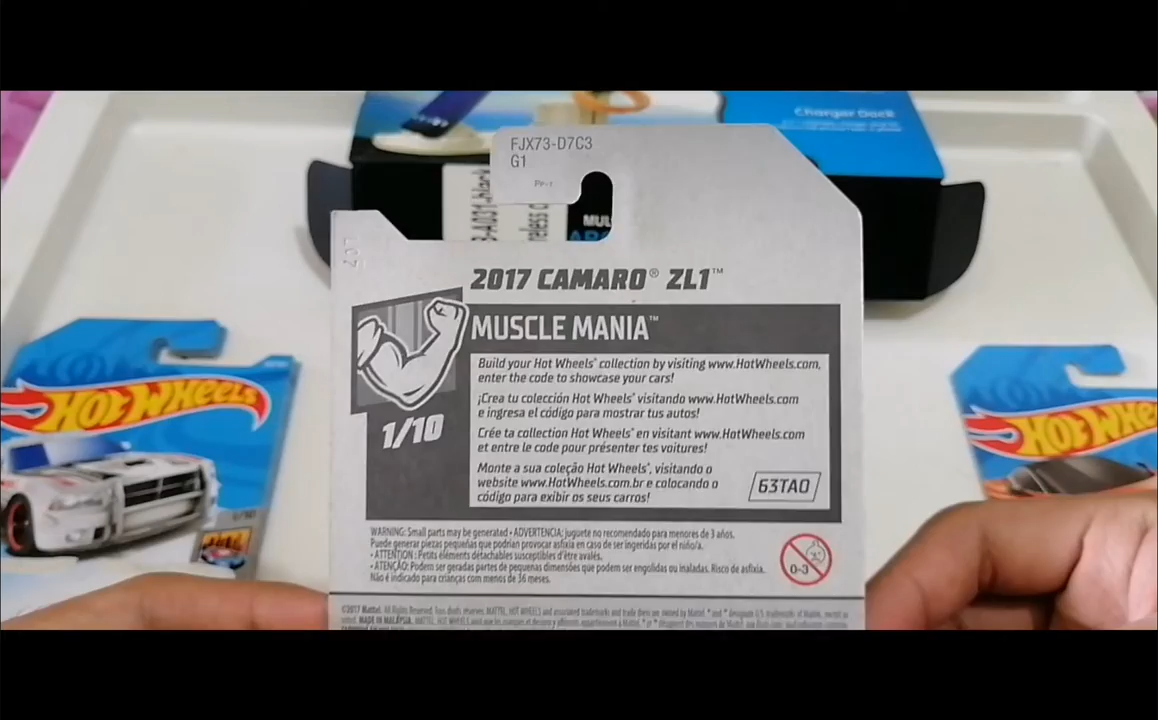 Charger Dock
FJX73-D7C3
G1
MUL
407
2017 CAMARO® ZL1™
MUSCLE MANIA™
1/10
Build your Hot Wheels® collection by visiting www.HotWheels.com,
enter the code to showcase your cars!
¡Crea tu colección Hot Wheels® visitando www.HotWheels.com
e ingresa el código para mostrar tus autos!
Crée ta collection Hot Wheels® en visitant www.HotWheels.com
et entre le code pour présenter tes voitures!
Monte a sua coleção Hot Wheels®, visitando o
website www.HotWheels.com.br e colocando o
código para exibir os seus carros!
63TAO
WARNING: Small parts may be generated • ADVERTENCIA: juguete no recomendado para menores de 3 años.
Puede generar piezas pequeñas que podrían provocar asfixia en caso de ser ingeridas por el niño/a.
• ATTENTION : Petits éléments détachables susceptibles d'être avalés.
• ATENÇÃO: Podem ser geradas partes de pequenas dimensões que podem ser engolidas ou inaladas. Risco de asfixia.
Não é indicado para crianças com menos de 36 meses.
0-3
©2017 Mattel. All Rights Reserved. Tous droits réservés. MATTEL, HOT WHEELS and associated trademarks and trade dress are owned by Mattel.
MADE IN MALAYSIA.
HOT WHEELS
HOT WHEE